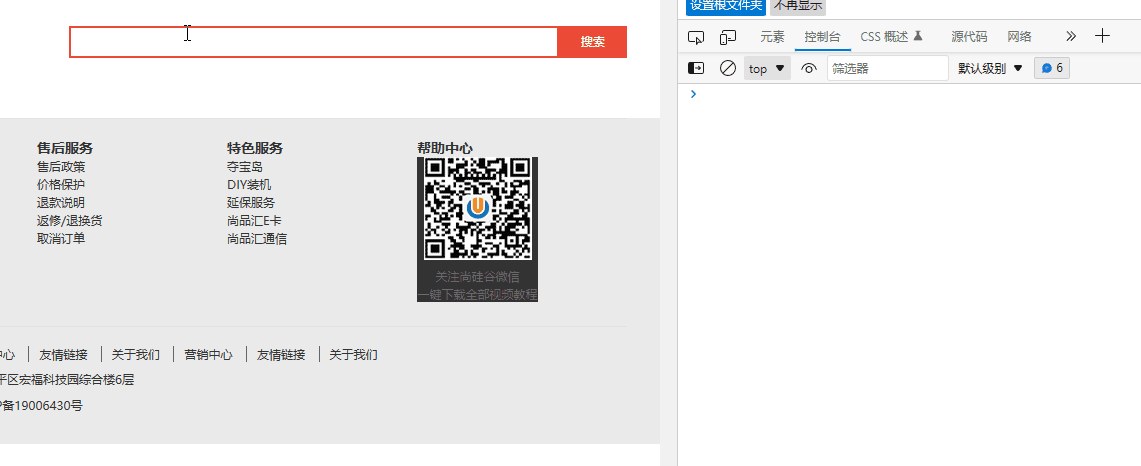 设置根文件夹 不再显示
搜索
元素 控制台 CSS 概述 源代码 网络
top 筛选器 默认级别 6
售后服务
售后政策
价格保护
退款说明
返修/退换货
取消订单
特色服务
夺宝岛
DIY装机
延保服务
尚品汇E卡
尚品汇通信
帮助中心
关注尚硅谷微信
一键下载全部视频教程
中心 友情链接 关于我们 营销中心 友情链接 关于我们
平区宏福科技园综合楼6层
备19006430号